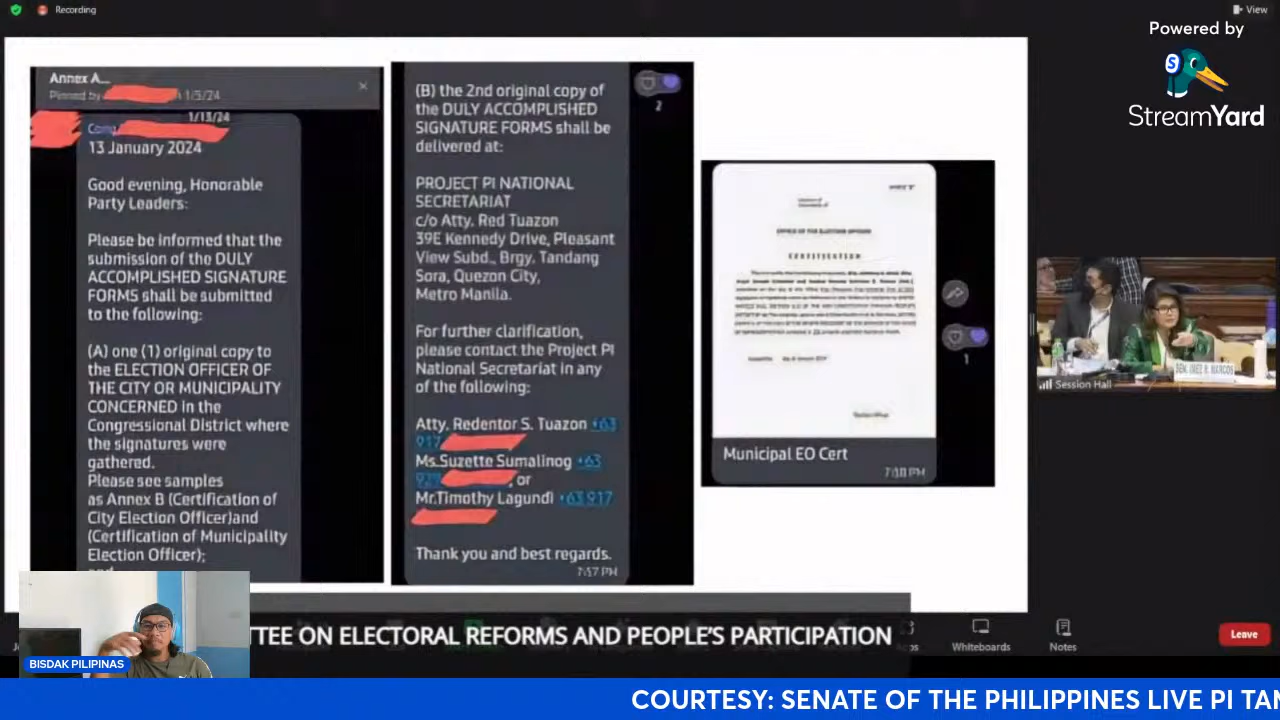 Recording
View
Powered by
StreamYard
Annex A_
Pinned by
1/5/24
1/13/24
Cong
13 January 2024
Good evening, Honorable
Party Leaders:
Please be informed that the
submission of the DULY
ACCOMPLISHED SIGNATURE
FORMS shall be submitted
to the following:
(A) one (1) original copy to
the ELECTION OFFICER OF
THE CITY OR MUNICIPALITY
CONCERNED in the
Congressional District where
the signatures were
gathered.
Please see samples
as Annex B (Certification of
City Election Officer)and
(Certification of Municipality
Election Officer);
and
(B) the 2nd original copy of
the DULY ACCOMPLISHED
SIGNATURE FORMS shall be
delivered at:
PROJECT PI NATIONAL
SECRETARIAT
c/o Atty. Red Tuazon
39E Kennedy Drive, Pleasant
View Subd., Brgy. Tandang
Sora, Quezon City,
Metro Manila.
For further clarification,
please contact the Project PI
National Secretariat in any
of the following:
Atty. Redentor S. Tuazon +63
917
Ms.Suzette Sumalinog +63
, or
Mr.Timothy Lagundi +63 917
Thank you and best regards.
7:57 PM
2
OFFICE OF THE ELECTION OFFICER
CERTIFICATION
Municipal EO Cert
7:18 PM
1
SEN. IMEE R. MARCOS
Session Hall
BISDAK PILIPINAS
TTEE ON ELECTORAL REFORMS AND PEOPLE'S PARTICIPATION
Whiteboards
Notes
Leave
COURTESY: SENATE OF THE PHILIPPINES LIVE PI TAN